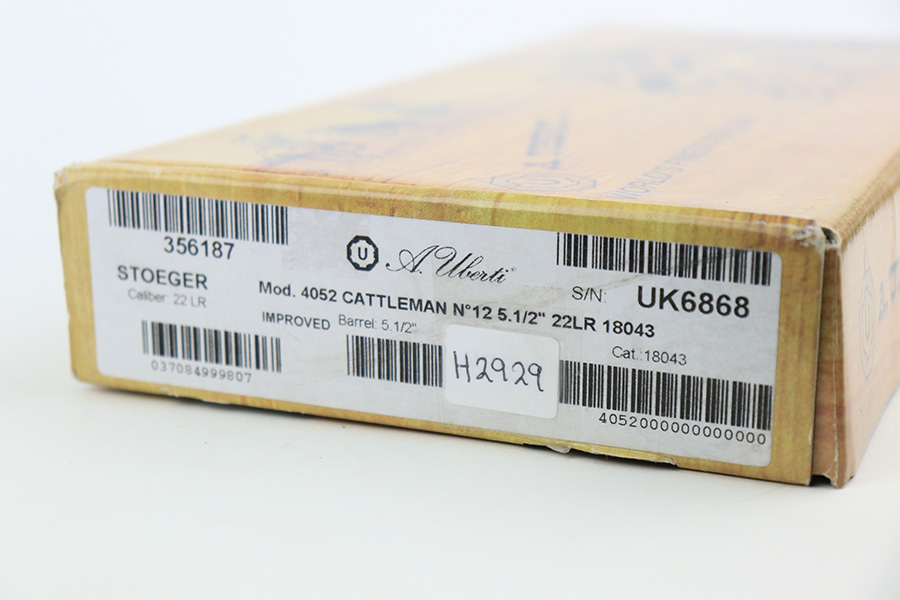 356187
STOEGER
Caliber: 22 LR
U
A. Uberti
S/N: UK6868
Mod. 4052 CATTLEMAN N°12 5.1/2" 22LR 18043
IMPROVED Barrel: 5.1/2"
Cat.:18043
037084999807
H2929
4052000000000000
WORLD'S